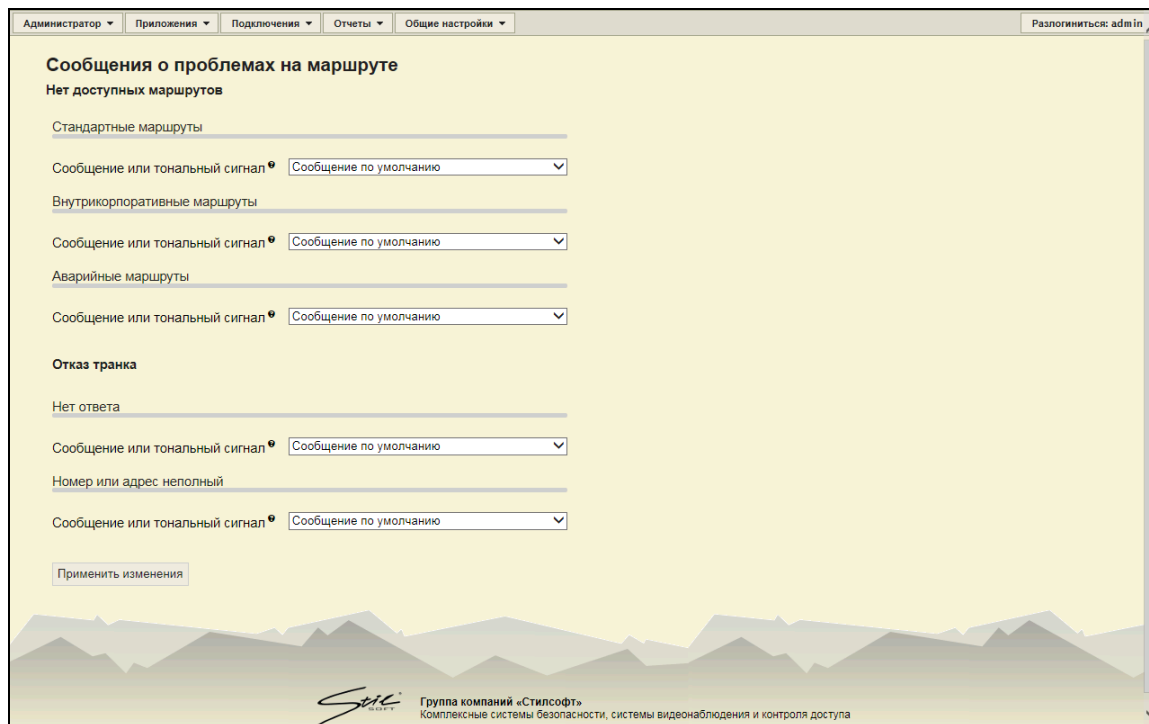 Администратор Приложения Подключения Отчеты Общие настройки Разлогиниться: admin
Сообщения о проблемах на маршруте
Нет доступных маршрутов
Стандартные маршруты
Сообщение или тональный сигнал Сообщение по умолчанию
Внутрикорпоративные маршруты
Сообщение или тональный сигнал Сообщение по умолчанию
Аварийные маршруты
Сообщение или тональный сигнал Сообщение по умолчанию
Отказ транка
Нет ответа
Сообщение или тональный сигнал Сообщение по умолчанию
Номер или адрес неполный
Сообщение или тональный сигнал Сообщение по умолчанию
Применить изменения
Stil SOFT
Группа компаний «Стилсофт»
Комплексные системы безопасности, системы видеонаблюдения и контроля доступа